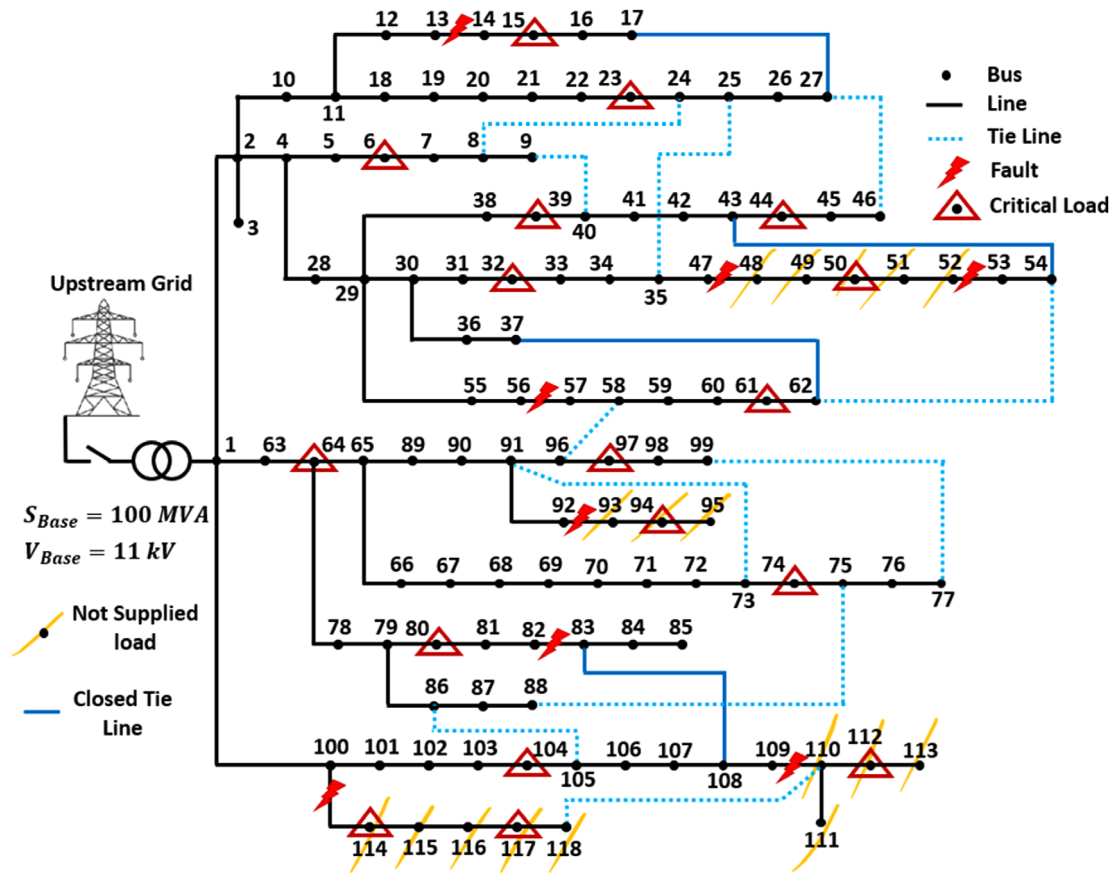 12 13 14 15 16 17
10 18 19 20 21 22 23 24 25 26 27
11
2 4 5 6 7 8 9
3
38 39 41 42 43 44 45 46
40
28 30 31 32 33 34 47 48 49 50 51 52 53 54
29 35
36 37
55 56 57 58 59 60 61 62
1 63 64 65 89 90 91 96 97 98 99
92 93 94 95
66 67 68 69 70 71 72 74 75 76
73 77
78 79 80 81 82 83 84 85
86 87 88
100 101 102 103 104 106 107 109 110 112 113
105 108
111
114 115 116 117 118
Bus
Line
Tie Line
Fault
Critical Load
Upstream Grid
S_Base = 100 MVA
V_Base = 11 kV
Not Supplied
load
Closed Tie
Line